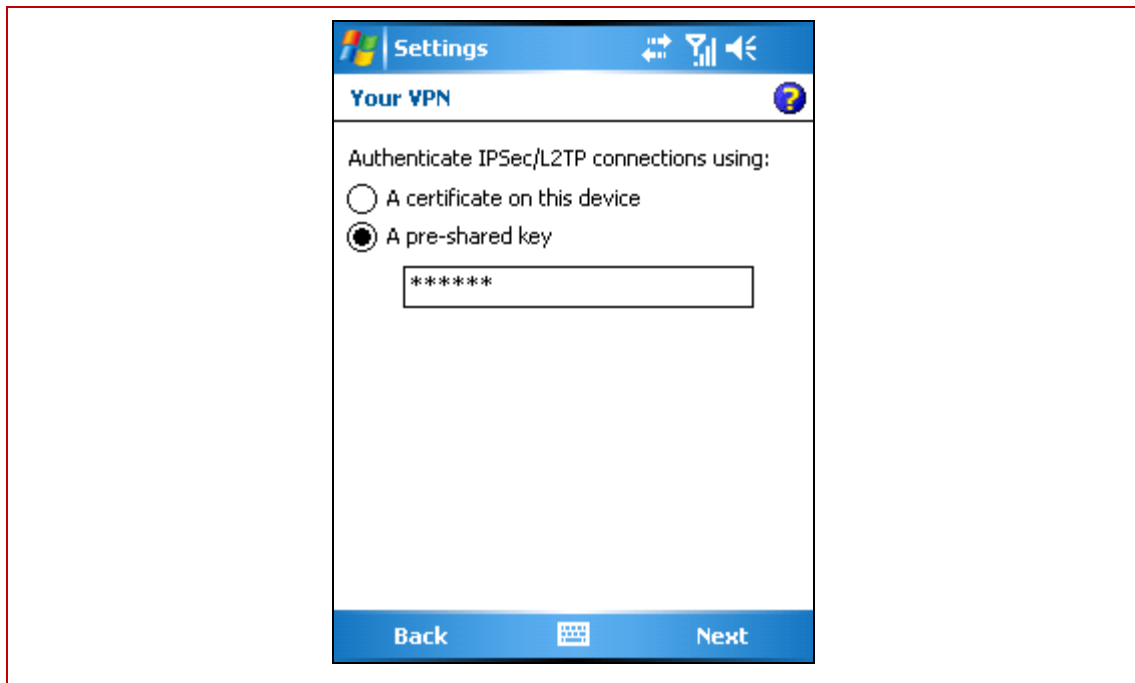 Settings
Your VPN
Authenticate IPSec/L2TP connections using:
A certificate on this device
A pre-shared key
******
Back Next